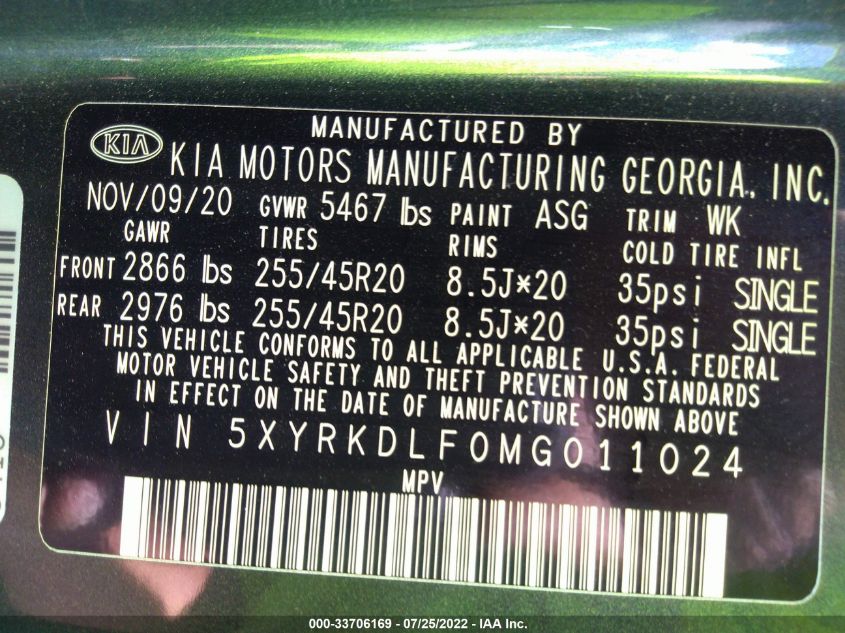 MANUFACTURED BY
KIA KIA MOTORS MANUFACTURING GEORGIA, INC.
NOV/09/20 GVWR 5467 lbs PAINT ASG TRIM WK
GAWR TIRES RIMS COLD TIRE INFL
FRONT 2866 lbs 255/45R20 8.5J*20 35psi SINGLE
REAR 2976 lbs 255/45R20 8.5J*20 35psi SINGLE
THIS VEHICLE CONFORMS TO ALL APPLICABLE U.S.A. FEDERAL
MOTOR VEHICLE SAFETY AND THEFT PREVENTION STANDARDS
IN EFFECT ON THE DATE OF MANUFACTURE SHOWN ABOVE
VIN 5XYRKDLF0MG011024
MPV
000-33706169 - 07/25/2022 - IAA Inc.